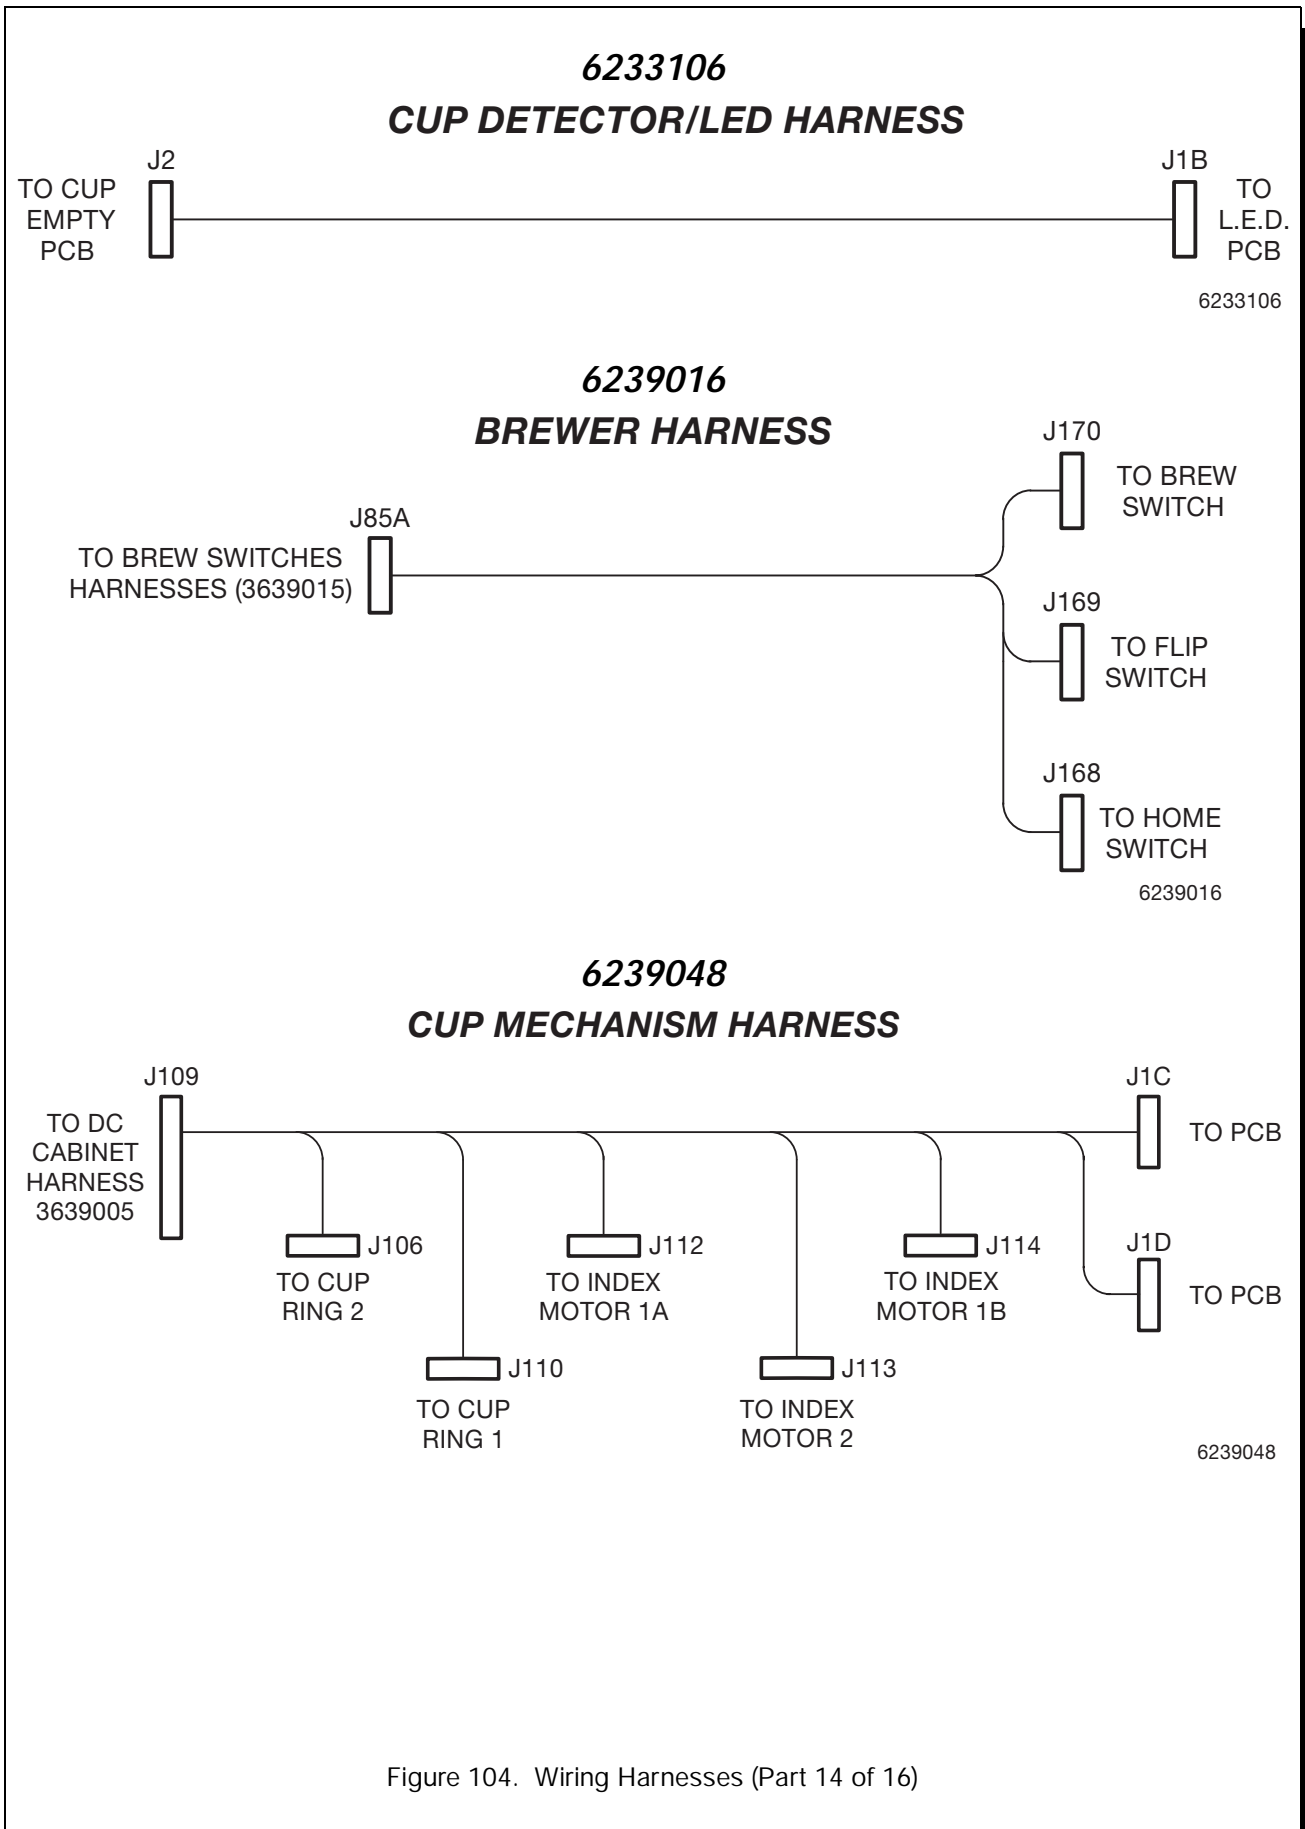 6233106
CUP DETECTOR/LED HARNESS
J2
TO CUP
EMPTY
PCB
J1B
TO
L.E.D.
PCB
6233106
6239016
BREWER HARNESS
J85A
TO BREW SWITCHES
HARNESSES (3639015)
J170
TO BREW
SWITCH
J169
TO FLIP
SWITCH
J168
TO HOME
SWITCH
6239016
6239048
CUP MECHANISM HARNESS
J109
TO DC
CABINET
HARNESS
3639005
J106
TO CUP
RING 2
J110
TO CUP
RING 1
J112
TO INDEX
MOTOR 1A
J113
TO INDEX
MOTOR 2
J114
TO INDEX
MOTOR 1B
J1C
TO PCB
J1D
TO PCB
6239048
Figure 104. Wiring Harnesses (Part 14 of 16)